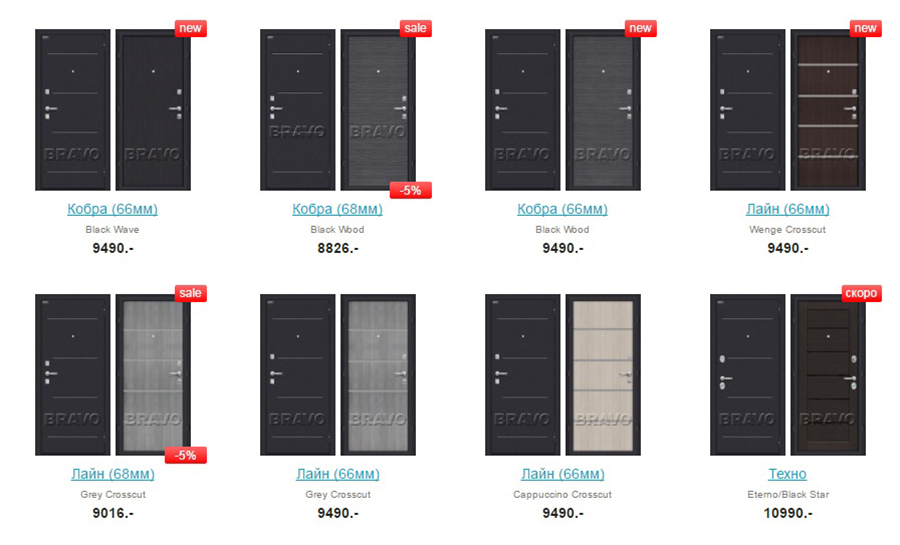 new
sale
new
new
BRAVO BRAVO
BRAVO BRAVO
BRAVO BRAVO
BRAVO BRAVO
-5%
Кобра (66мм)
Кобра (68мм)
Кобра (66мм)
Лайн (66мм)
Black Wave
Black Wood
Black Wood
Wenge Crosscut
9490.-
8826.-
9490.-
9490.-
sale
скоро
BRAVO BRAVO
BRAVO BRAVO
BRAVO BRAVO
BRAVO BRAVO
-5%
Лайн (68мм)
Лайн (66мм)
Лайн (66мм)
Техно
Grey Crosscut
Grey Crosscut
Cappuccino Crosscut
Eterno/Black Star
9016.-
9490.-
9490.-
10990.-